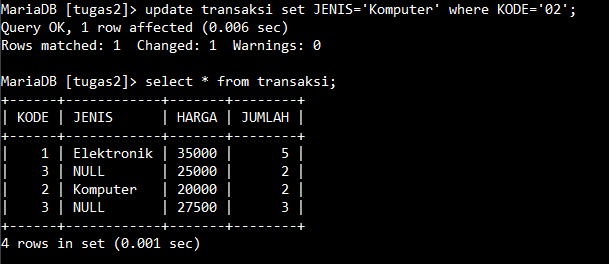 MariaDB [tugas2]> update transaksi set JENIS='Komputer' where KODE='02';
Query OK, 1 row affected (0.006 sec)
Rows matched: 1  Changed: 1  Warnings: 0

MariaDB [tugas2]> select * from transaksi;
+------+------------+-------+--------+
| KODE | JENIS      | HARGA | JUMLAH |
+------+------------+-------+--------+
|    1 | Elektronik | 35000 |      5 |
|    3 | NULL       | 25000 |      2 |
|    2 | Komputer   | 20000 |      2 |
|    3 | NULL       | 27500 |      3 |
+------+------------+-------+--------+
4 rows in set (0.001 sec)